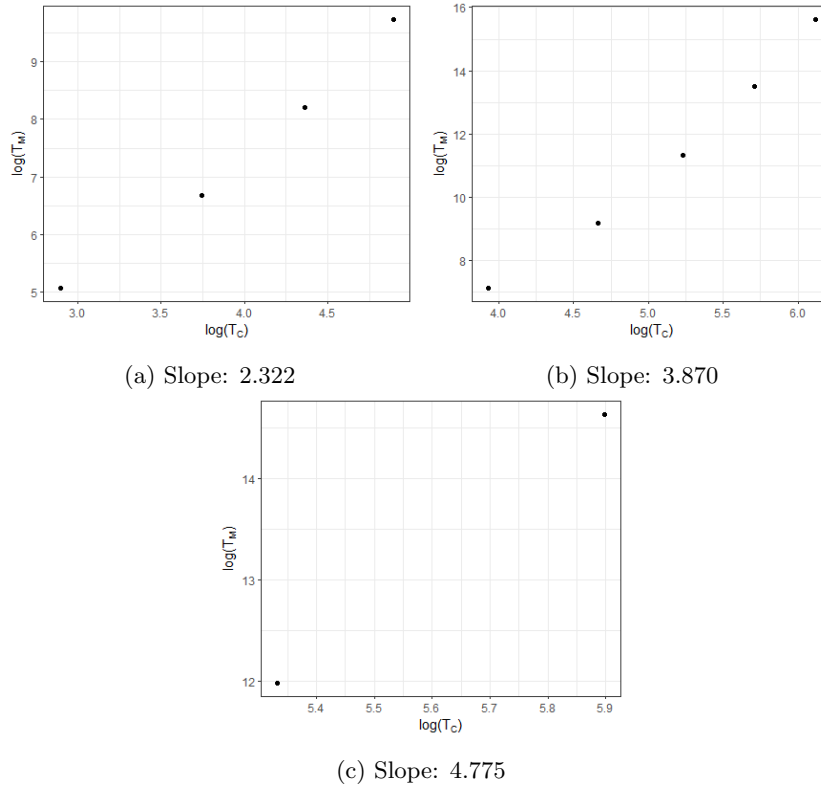 9
8
7
6
5
log(T_M)
3.0 3.5 4.0 4.5
log(T_C)
(a) Slope: 2.322
16
14
12
10
8
log(T_M)
4.0 4.5 5.0 5.5 6.0
log(T_C)
(b) Slope: 3.870
14
13
12
log(T_M)
5.4 5.5 5.6 5.7 5.8 5.9
log(T_C)
(c) Slope: 4.775